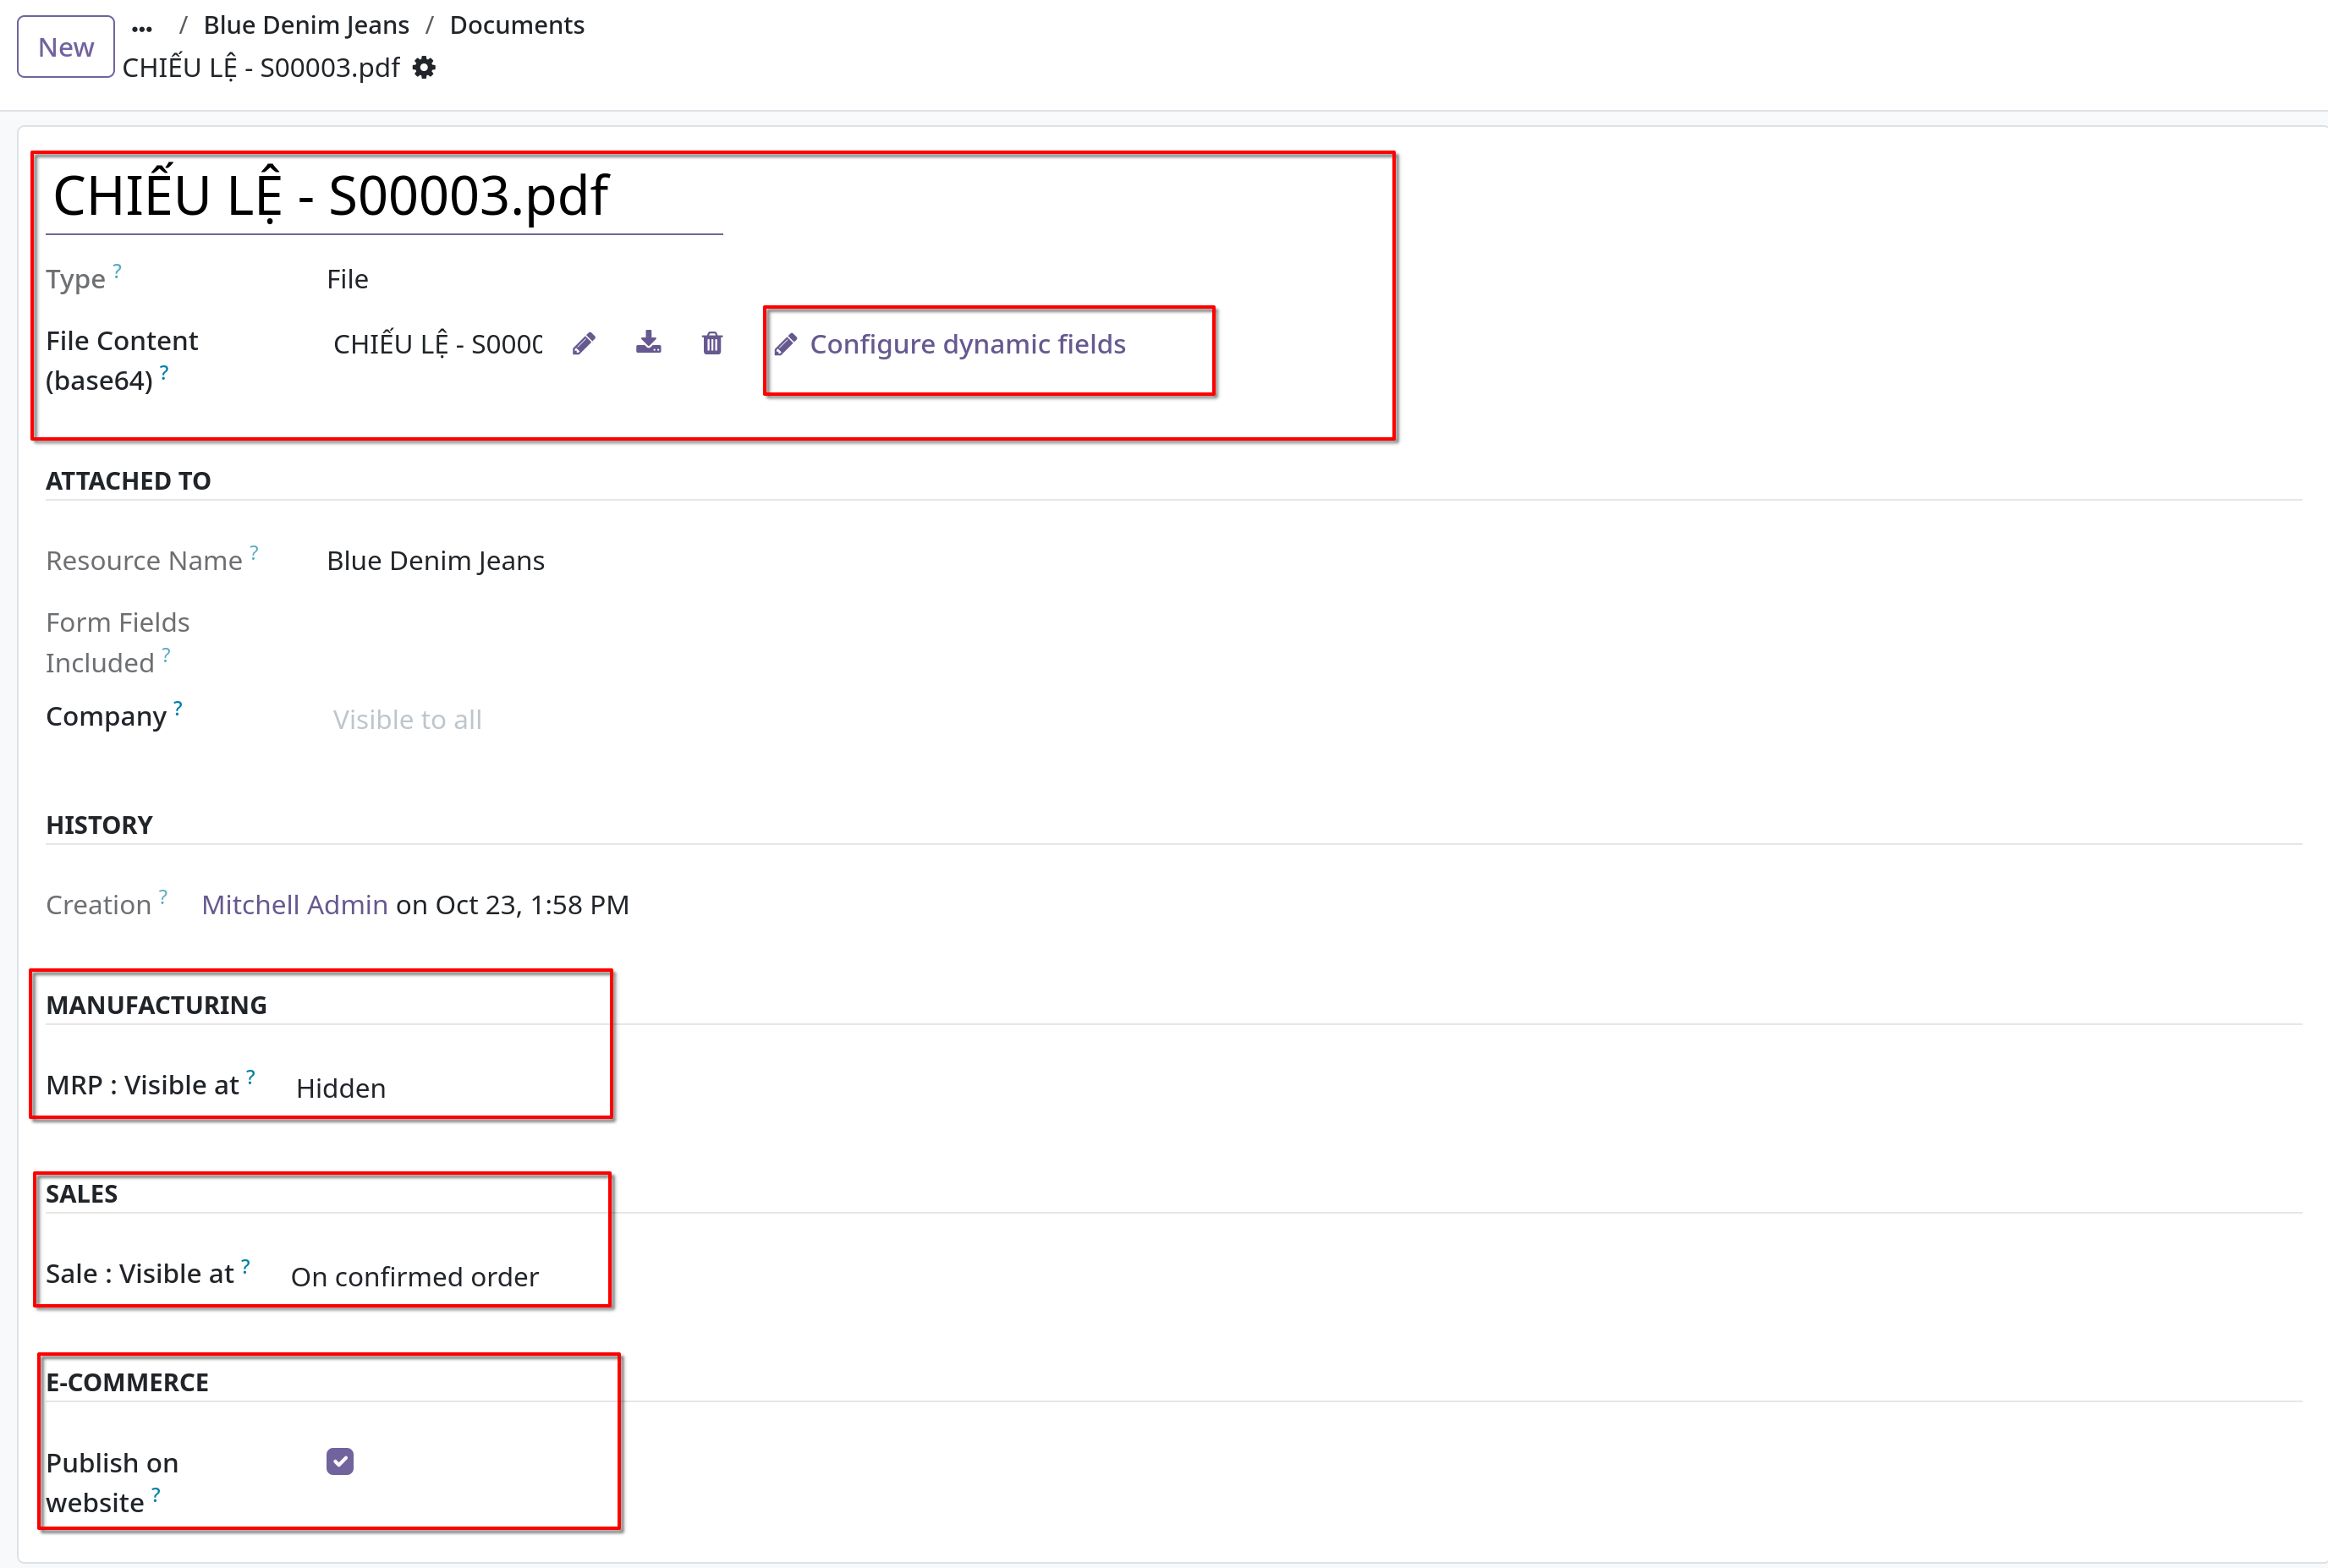 New
... / Blue Denim Jeans / Documents
CHIẾU LỆ - S00003.pdf
CHIẾU LỆ - S00003.pdf
Type ? File
File Content
(base64) ? CHIẾU LỆ - S0000 Configure dynamic fields
ATTACHED TO
Resource Name ? Blue Denim Jeans
Form Fields
Included ?
Company ? Visible to all
HISTORY
Creation ? Mitchell Admin on Oct 23, 1:58 PM
MANUFACTURING
MRP : Visible at ? Hidden
SALES
Sale : Visible at ? On confirmed order
E-COMMERCE
Publish on
website ?